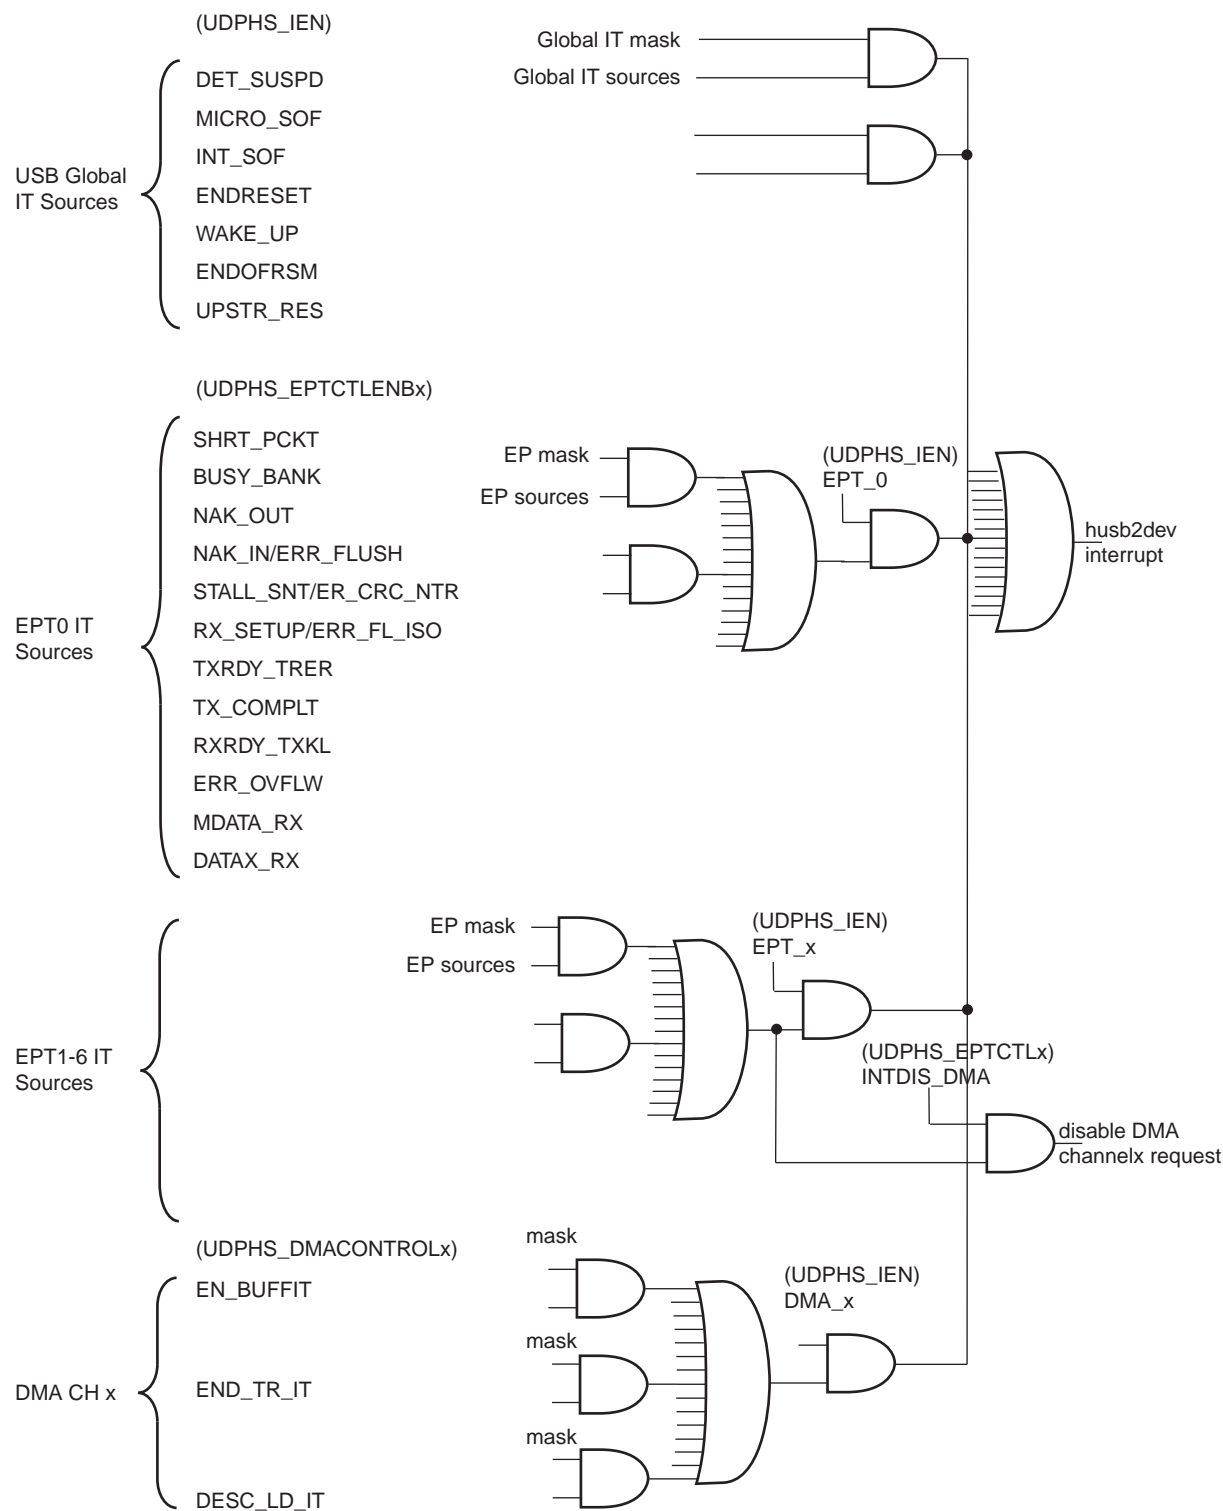 (UDPHS_IEN)
Global IT mask
Global IT sources
DET_SUSPD
MICRO_SOF
INT_SOF
ENDRESET
WAKE_UP
ENDOFRSM
UPSTR_RES
USB Global
IT Sources
(UDPHS_EPTCTLENBx)
SHRT_PCKT
BUSY_BANK
NAK_OUT
NAK_IN/ERR_FLUSH
STALL_SNT/ER_CRC_NTR
RX_SETUP/ERR_FL_ISO
TXRDY_TRER
TX_COMPLT
RXRDY_TXKL
ERR_OVFLW
MDATA_RX
DATAX_RX
EPT0 IT
Sources
EP mask
EP sources
(UDPHS_IEN)
EPT_0
husb2dev
interrupt
EPT1-6 IT
Sources
EP mask
EP sources
(UDPHS_IEN)
EPT_x
(UDPHS_EPTCTLx)
INTDIS_DMA
disable DMA
channelx request
(UDPHS_DMACONTROLx)
EN_BUFFIT
END_TR_IT
DESC_LD_IT
DMA CH x
mask
mask
mask
(UDPHS_IEN)
DMA_x